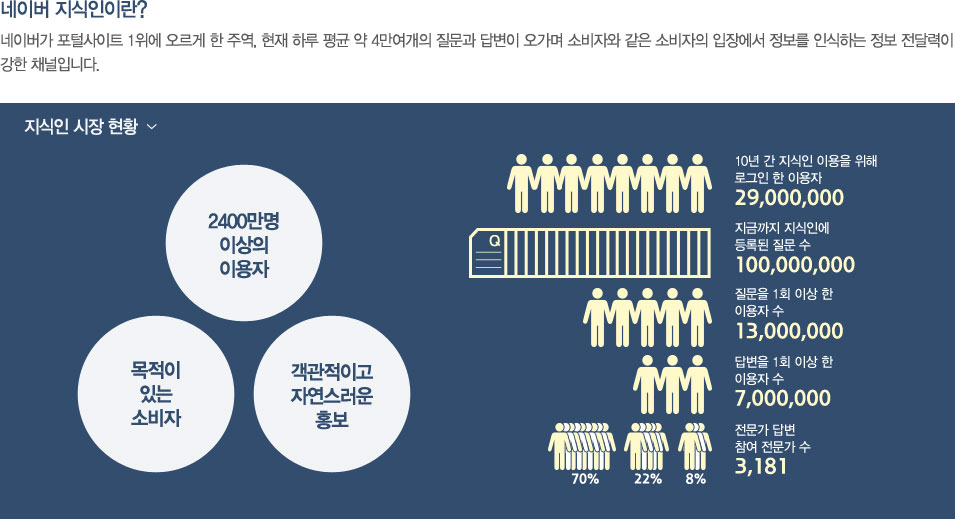 네이버 지식인이란?
네이버가 포털사이트 1위에 오르게 한 주역, 현재 하루 평균 약 4만여개의 질문과 답변이 오가며 소비자와 같은 소비자의 입장에서 정보를 인식하는 정보 전달력이
강한 채널입니다.
지식인 시장 현황
2400만명
이상의
이용자
목적이
있는
소비자
객관적이고
자연스러운
홍보
10년 간 지식인 이용을 위해
로그인 한 이용자
29,000,000
Q
지금까지 지식인에
등록된 질문 수
100,000,000
질문을 1회 이상 한
이용자 수
13,000,000
답변을 1회 이상 한
이용자 수
7,000,000
전문가 답변
참여 전문가 수
3,181
70% 22% 8%